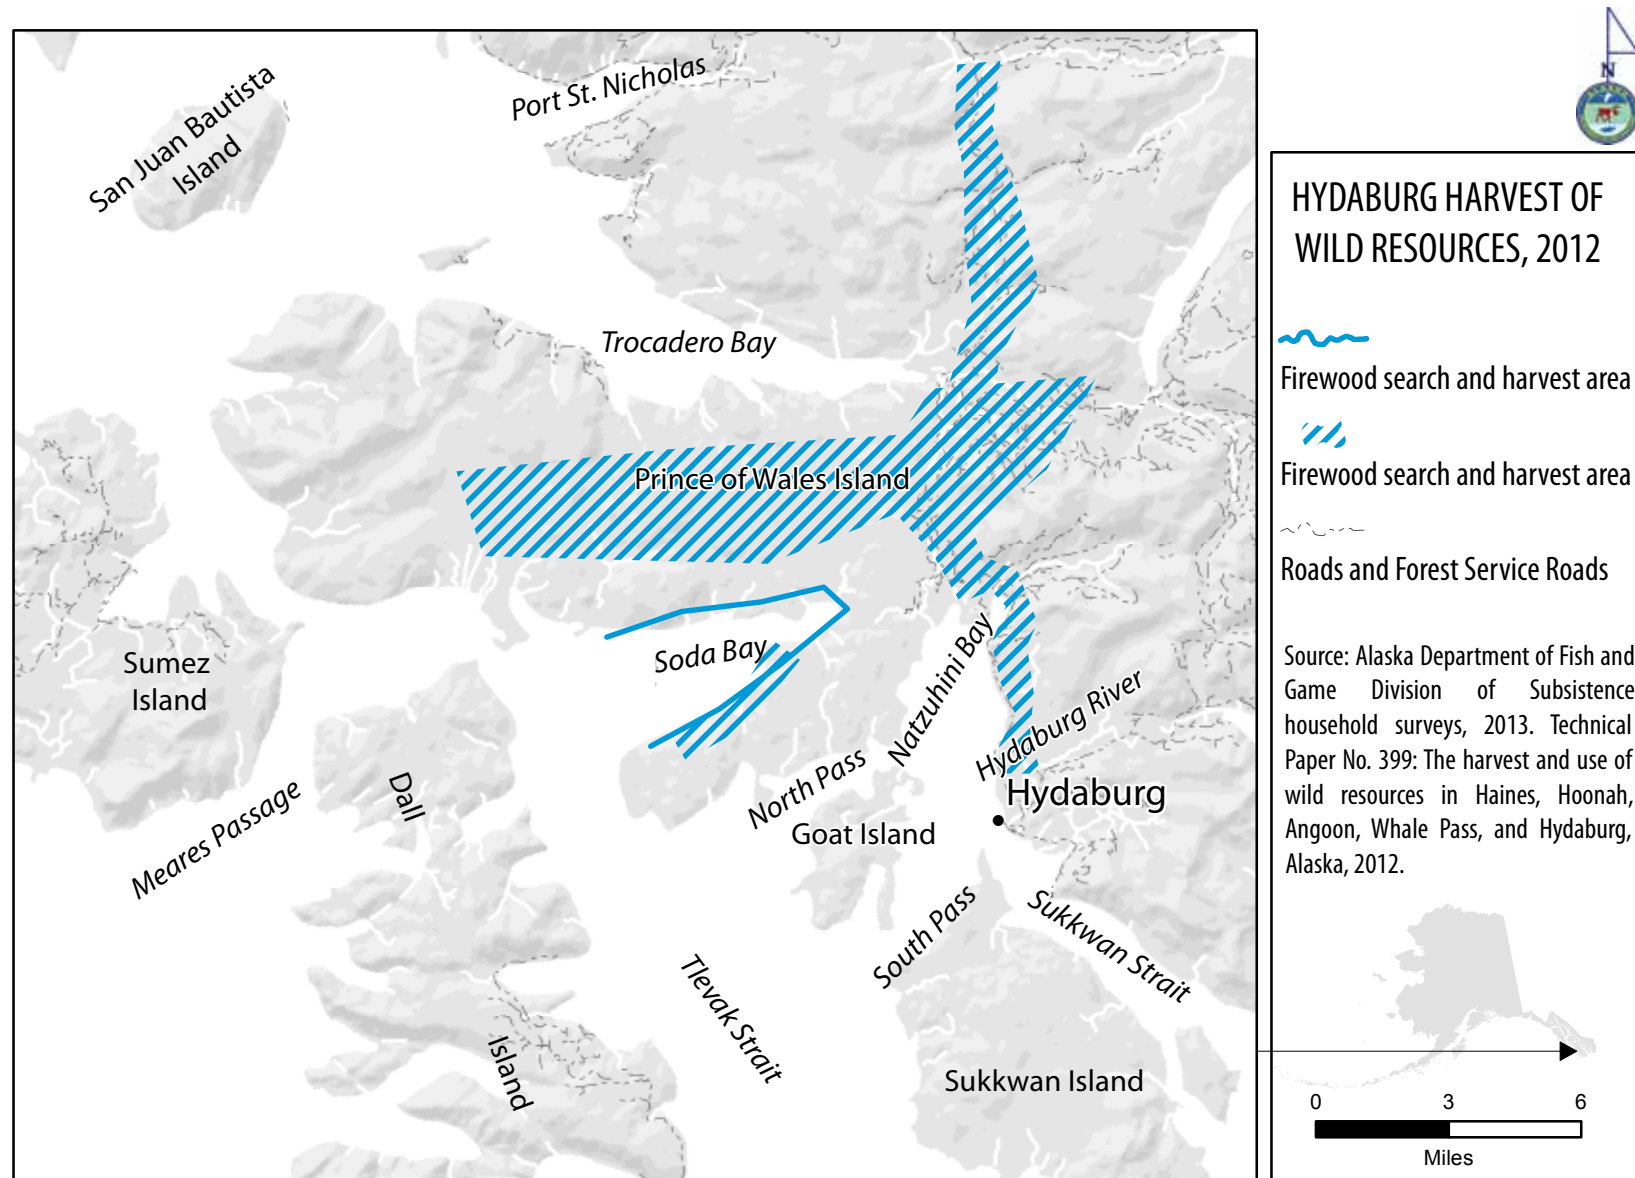 San Juan Bautista
Island
Port St. Nicholas
Trocadero Bay
Prince of Wales Island
Soda Bay
Sumez
Island
Natzuhini Bay
Hydaburg River
Meares Passage
Dall
North Pass
Hydaburg
Goat Island
South Pass
Sukkwan Strait
Tlevak Strait
Island
Sukkwan Island
N
HYDABURG HARVEST OF
WILD RESOURCES, 2012
Firewood search and harvest area
Firewood search and harvest area
Roads and Forest Service Roads
Source: Alaska Department of Fish and
Game Division of Subsistence
household surveys, 2013. Technical
Paper No. 399: The harvest and use of
wild resources in Haines, Hoonah,
Angoon, Whale Pass, and Hydaburg,
Alaska, 2012.
0 3 6
Miles